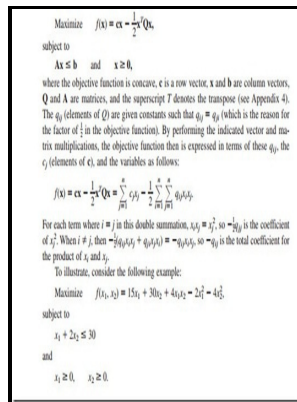 Maximize f(x) = cx − ½xᵀQx,
subject to
Ax ≤ b and x ≥ 0,
where the objective function is concave, c is a row vector, x and b are column vectors,
Q and A are matrices, and the superscript T denotes the transpose (see Appendix 4).
The qᵢⱼ (elements of Q) are given constants such that qᵢⱼ = qⱼᵢ (which is the reason for
the factor of ½ in the objective function). By performing the indicated vector and ma-
trix multiplications, the objective function then is expressed in terms of these qᵢⱼ, the
cⱼ (elements of c), and the variables as follows:
f(x) = cx − ½xᵀQx = Σⱼ₌₁ⁿ cⱼxⱼ − ½ Σᵢ₌₁ⁿ Σⱼ₌₁ⁿ qᵢⱼxᵢxⱼ.
For each term where i = j in this double summation, xᵢxⱼ = xⱼ², so −½qⱼⱼ is the coefficient
of xⱼ². When i ≠ j, then −½(qᵢⱼxᵢxⱼ + qⱼᵢxⱼxᵢ) = −qᵢⱼxᵢxⱼ, so −qᵢⱼ is the total coefficient for
the product of xᵢ and xⱼ.
To illustrate, consider the following example:
Maximize f(x₁, x₂) = 15x₁ + 30x₂ + 4x₁x₂ − 2x₁² − 4x₂²,
subject to
x₁ + 2x₂ ≤ 30
and
x₁ ≥ 0, x₂ ≥ 0.